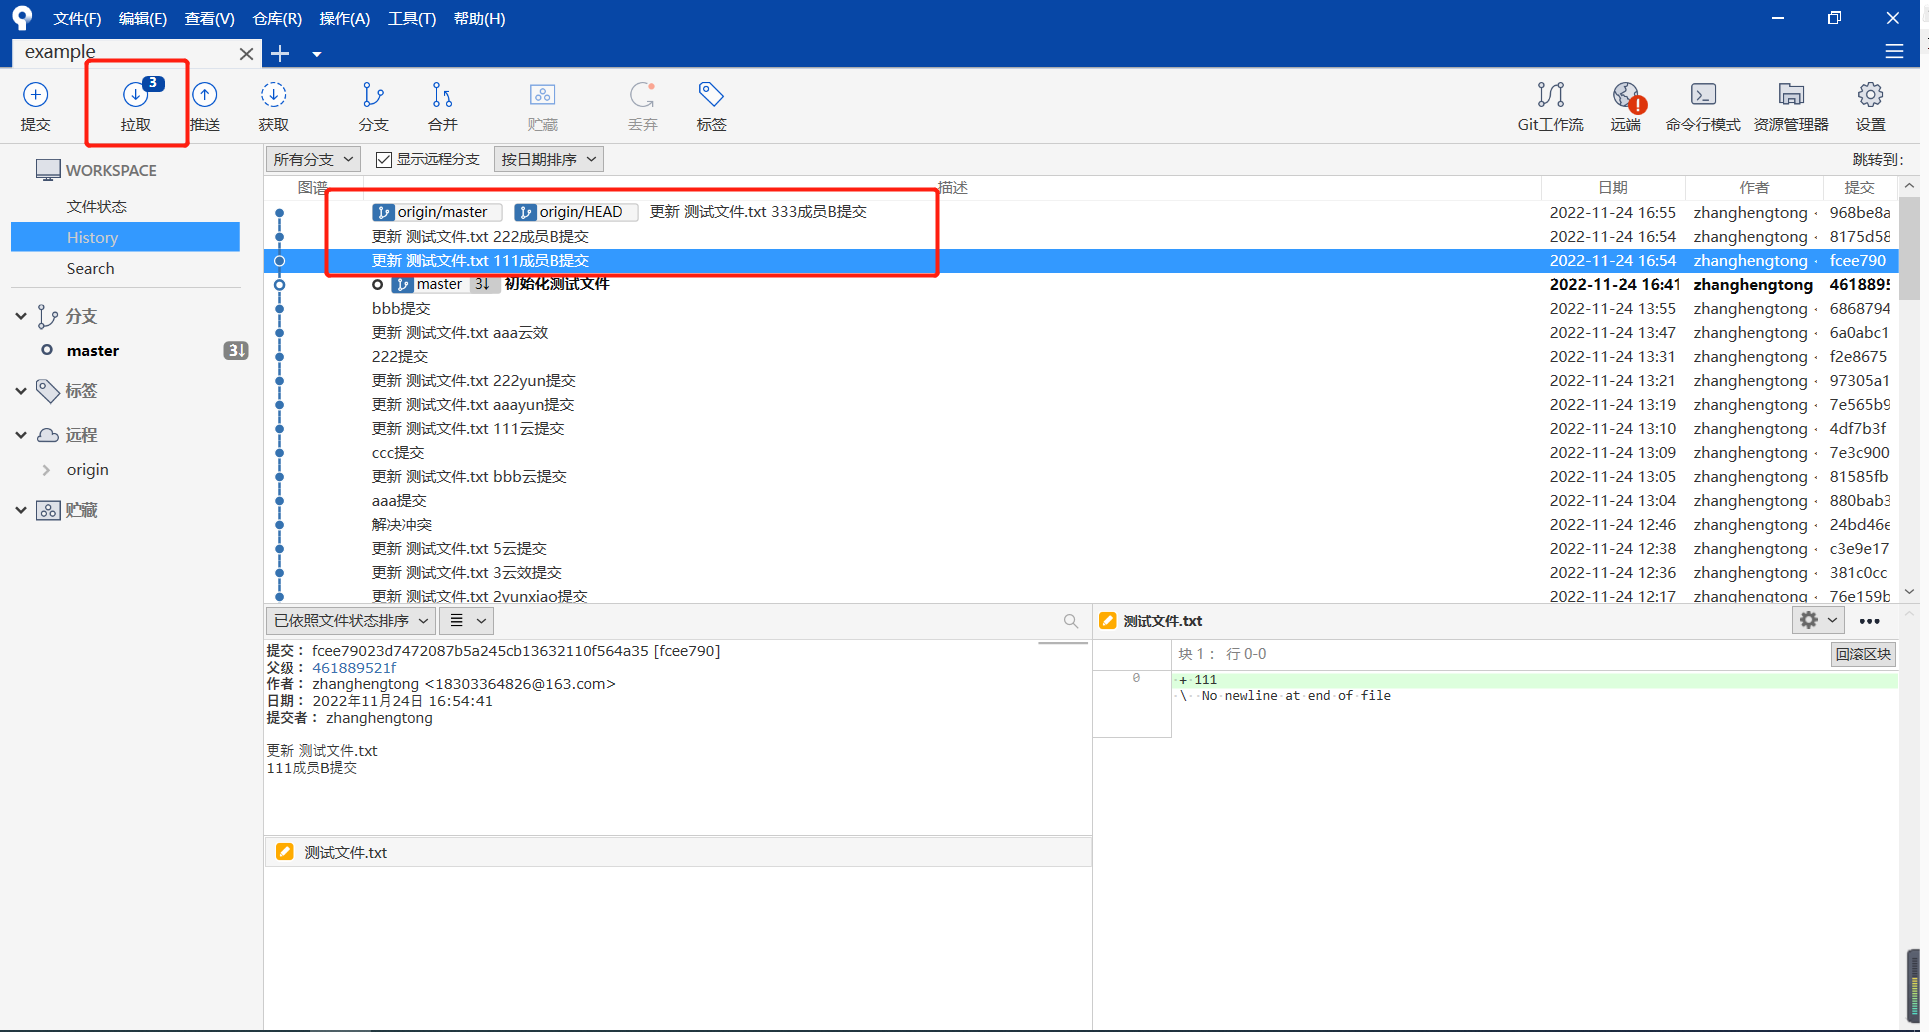 文件(F) 编辑(E) 查看(V) 仓库(R) 操作(A) 工具(T) 帮助(H)
example
3
提交 拉取 推送 获取 分支 合并 贮藏 丢弃 标签 Git工作流 远端 命令行模式 资源管理器 设置
WORKSPACE
文件状态
History
Search
分支
master 3↓
标签
远程
origin
贮藏
所有分支 显示远程分支 按日期排序 跳转到:
图谱 描述 日期 作者 提交
origin/master origin/HEAD 更新 测试文件.txt 333成员B提交 2022-11-24 16:55 zhanghengtong 968be8a
更新 测试文件.txt 222成员B提交 2022-11-24 16:54 zhanghengtong 8175d58
更新 测试文件.txt 111成员B提交 2022-11-24 16:54 zhanghengtong fcee790
master 3↓ 初始化测试文件 2022-11-24 16:41 zhanghengtong 4618895
bbb提交 2022-11-24 13:55 zhanghengtong 6868794
更新 测试文件.txt aaa云效 2022-11-24 13:47 zhanghengtong 6a0abc1
222提交 2022-11-24 13:31 zhanghengtong f2e8675
更新 测试文件.txt 222yun提交 2022-11-24 13:21 zhanghengtong 97305a1
更新 测试文件.txt aaayun提交 2022-11-24 13:19 zhanghengtong 7e565b9
更新 测试文件.txt 111云提交 2022-11-24 13:10 zhanghengtong 4df7b3f
ccc提交 2022-11-24 13:09 zhanghengtong 7e3c900
更新 测试文件.txt bbb云提交 2022-11-24 13:05 zhanghengtong 81585fb
aaa提交 2022-11-24 13:04 zhanghengtong 880bab3
解决冲突 2022-11-24 12:46 zhanghengtong 24bd46e
更新 测试文件.txt 5云提交 2022-11-24 12:38 zhanghengtong c3e9e17
更新 测试文件.txt 3云效提交 2022-11-24 12:36 zhanghengtong 381c0cc
更新 测试文件.txt 2yunxiao提交 2022-11-24 12:17 zhanghengtong 76e159b
已依照文件状态排序
提交： fcee79023d7472087b5a245cb13632110f564a35 [fcee790]
父级： 461889521f
作者： zhanghengtong <18303364826@163.com>
日期： 2022年11月24日 16:54:41
提交者： zhanghengtong
更新 测试文件.txt
111成员B提交
测试文件.txt
测试文件.txt
块 1： 行 0-0 回滚区块
0 + 111
\ No newline at end of file